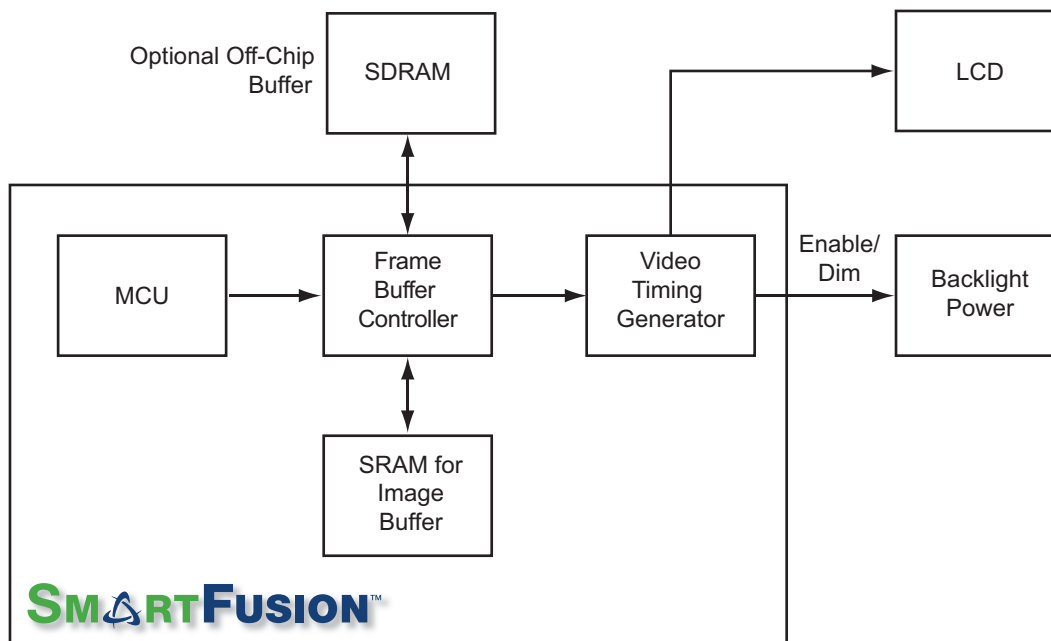 Optional Off-Chip
Buffer
SDRAM
LCD
MCU
Frame
Buffer
Controller
Video
Timing
Generator
Enable/
Dim
Backlight
Power
SRAM for
Image
Buffer
SMARTFUSION™